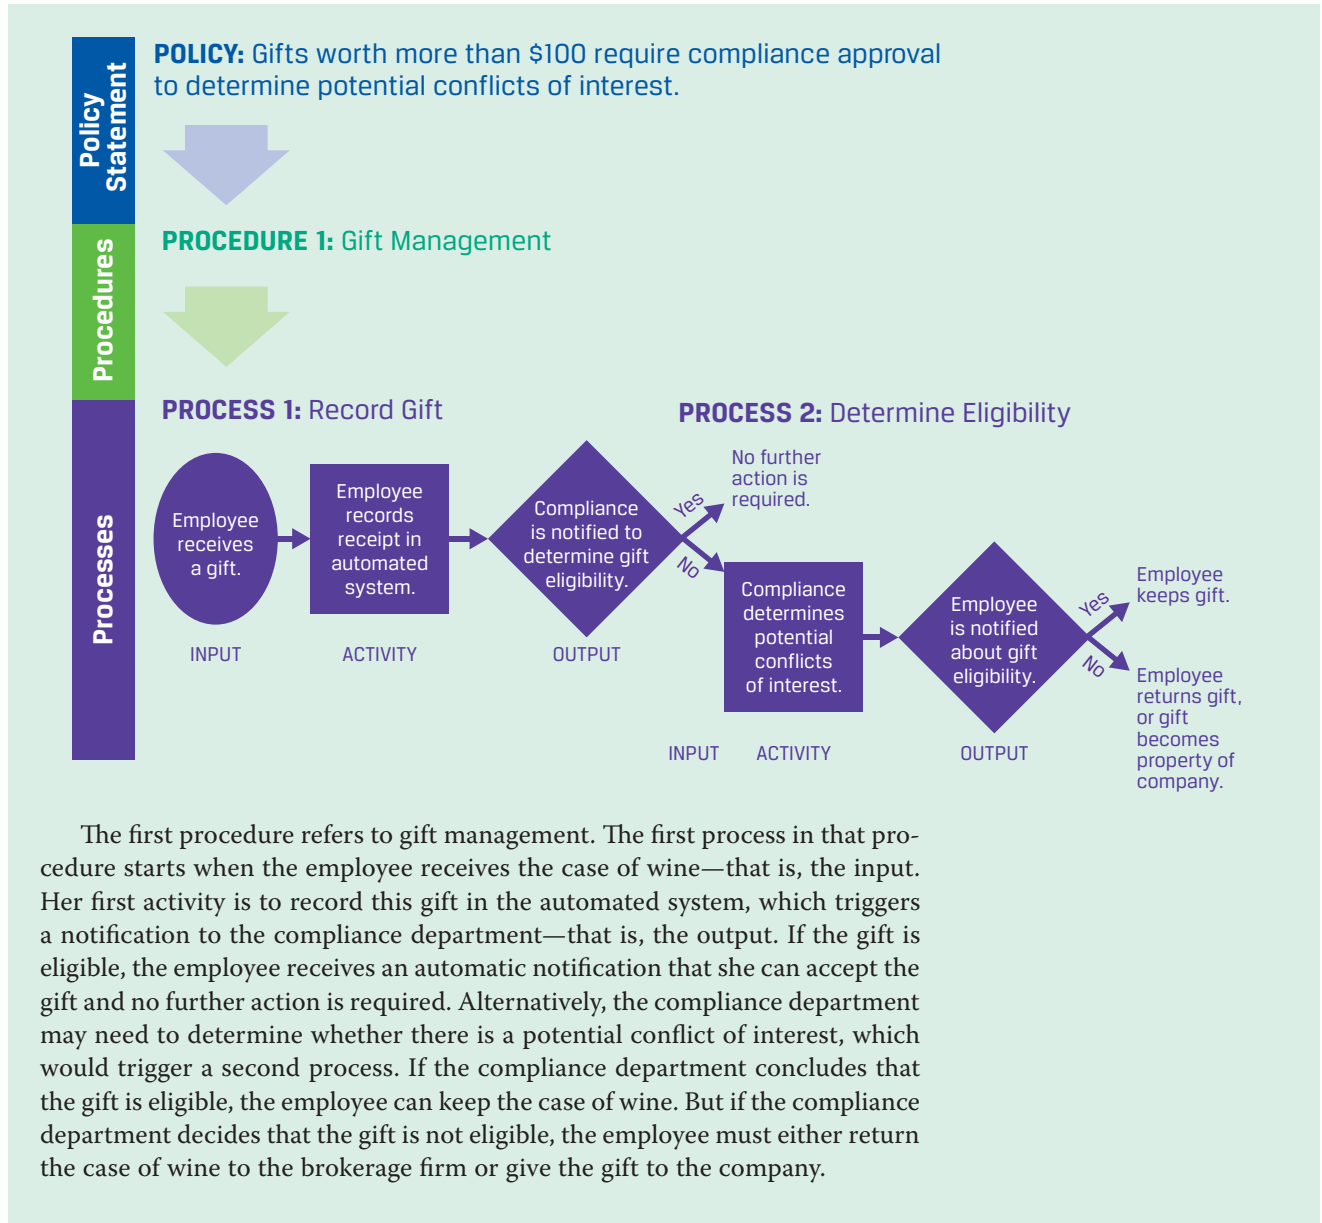 Policy
Statement
POLICY: Gifts worth more than $100 require compliance approval
to determine potential conflicts of interest.
Procedures
PROCEDURE 1: Gift Management
Processes
PROCESS 1: Record Gift
Employee
receives
a gift.
INPUT
Employee
records
receipt in
automated
system.
ACTIVITY
Compliance
is notified to
determine gift
eligibility.
OUTPUT
Yes
No
PROCESS 2: Determine Eligibility
No further
action is
required.
INPUT
Compliance
determines
potential
conflicts
of interest.
ACTIVITY
Employee
is notified
about gift
eligibility.
OUTPUT
Yes
No
Employee
keeps gift.
Employee
returns gift,
or gift
becomes
property of
company.
The first procedure refers to gift management. The first process in that pro-
cedure starts when the employee receives the case of wine—that is, the input.
Her first activity is to record this gift in the automated system, which triggers
a notification to the compliance department—that is, the output. If the gift is
eligible, the employee receives an automatic notification that she can accept the
gift and no further action is required. Alternatively, the compliance department
may need to determine whether there is a potential conflict of interest, which
would trigger a second process. If the compliance department concludes that
the gift is eligible, the employee can keep the case of wine. But if the compliance
department decides that the gift is not eligible, the employee must either return
the case of wine to the brokerage firm or give the gift to the company.